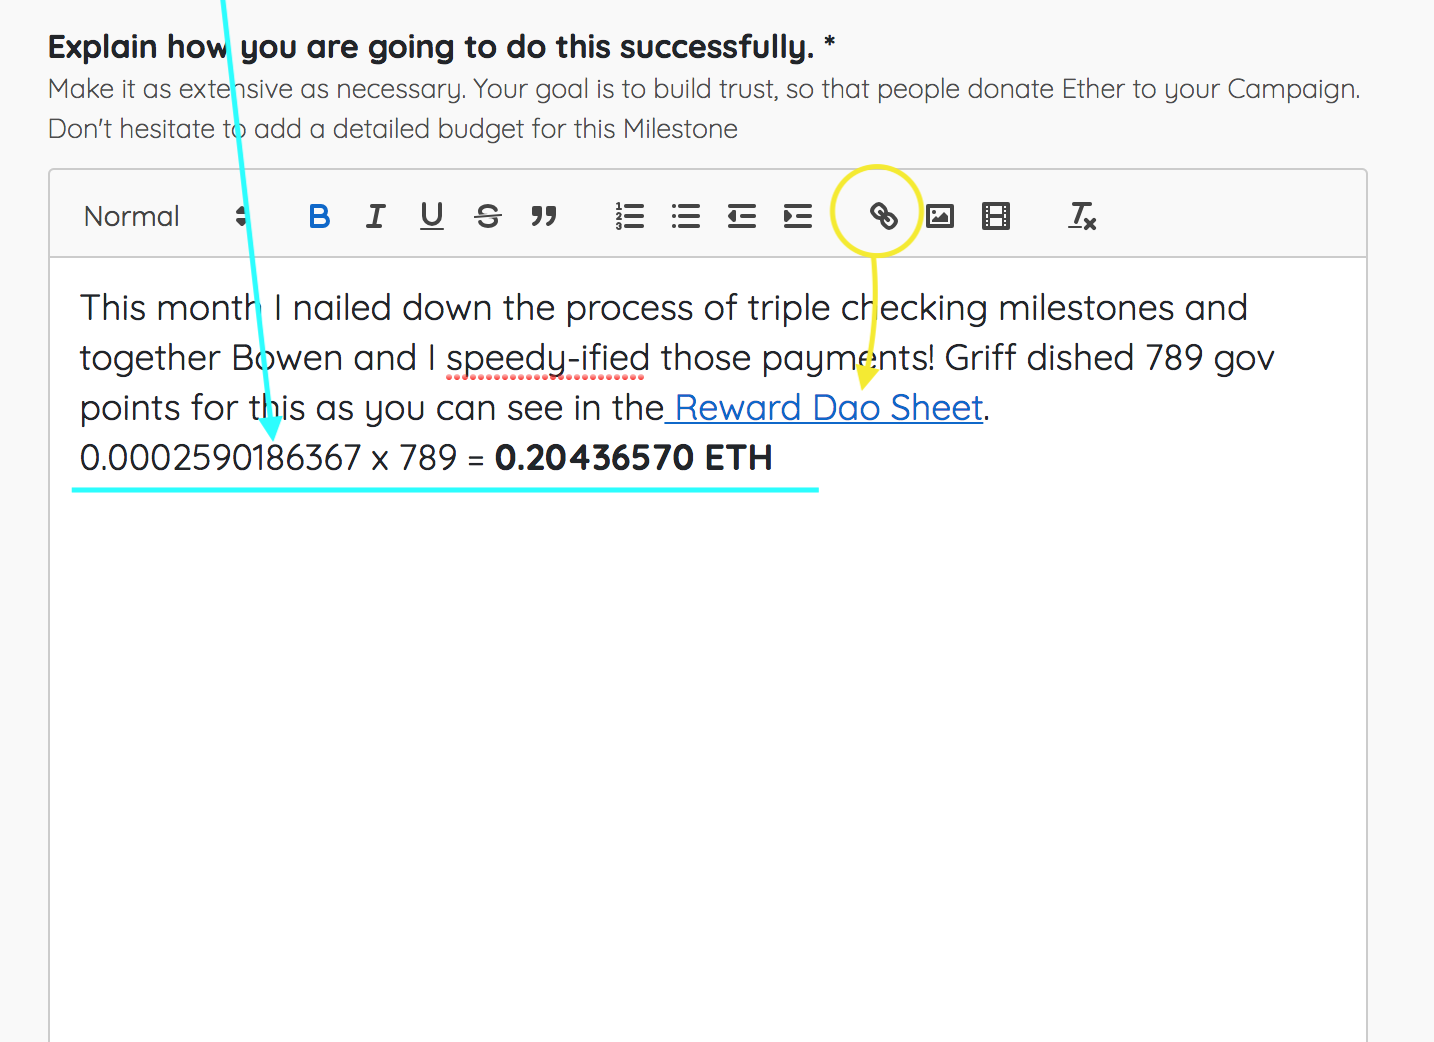 Explain how you are going to do this successfully. *
Make it as extensive as necessary. Your goal is to build trust, so that people donate Ether to your Campaign.
Don't hesitate to add a detailed budget for this Milestone
Normal
This month I nailed down the process of triple checking milestones and
together Bowen and I speedy-ified those payments! Griff dished 789 gov
points for this as you can see in the Reward Dao Sheet.
0.0002590186367 x 789 = 0.20436570 ETH